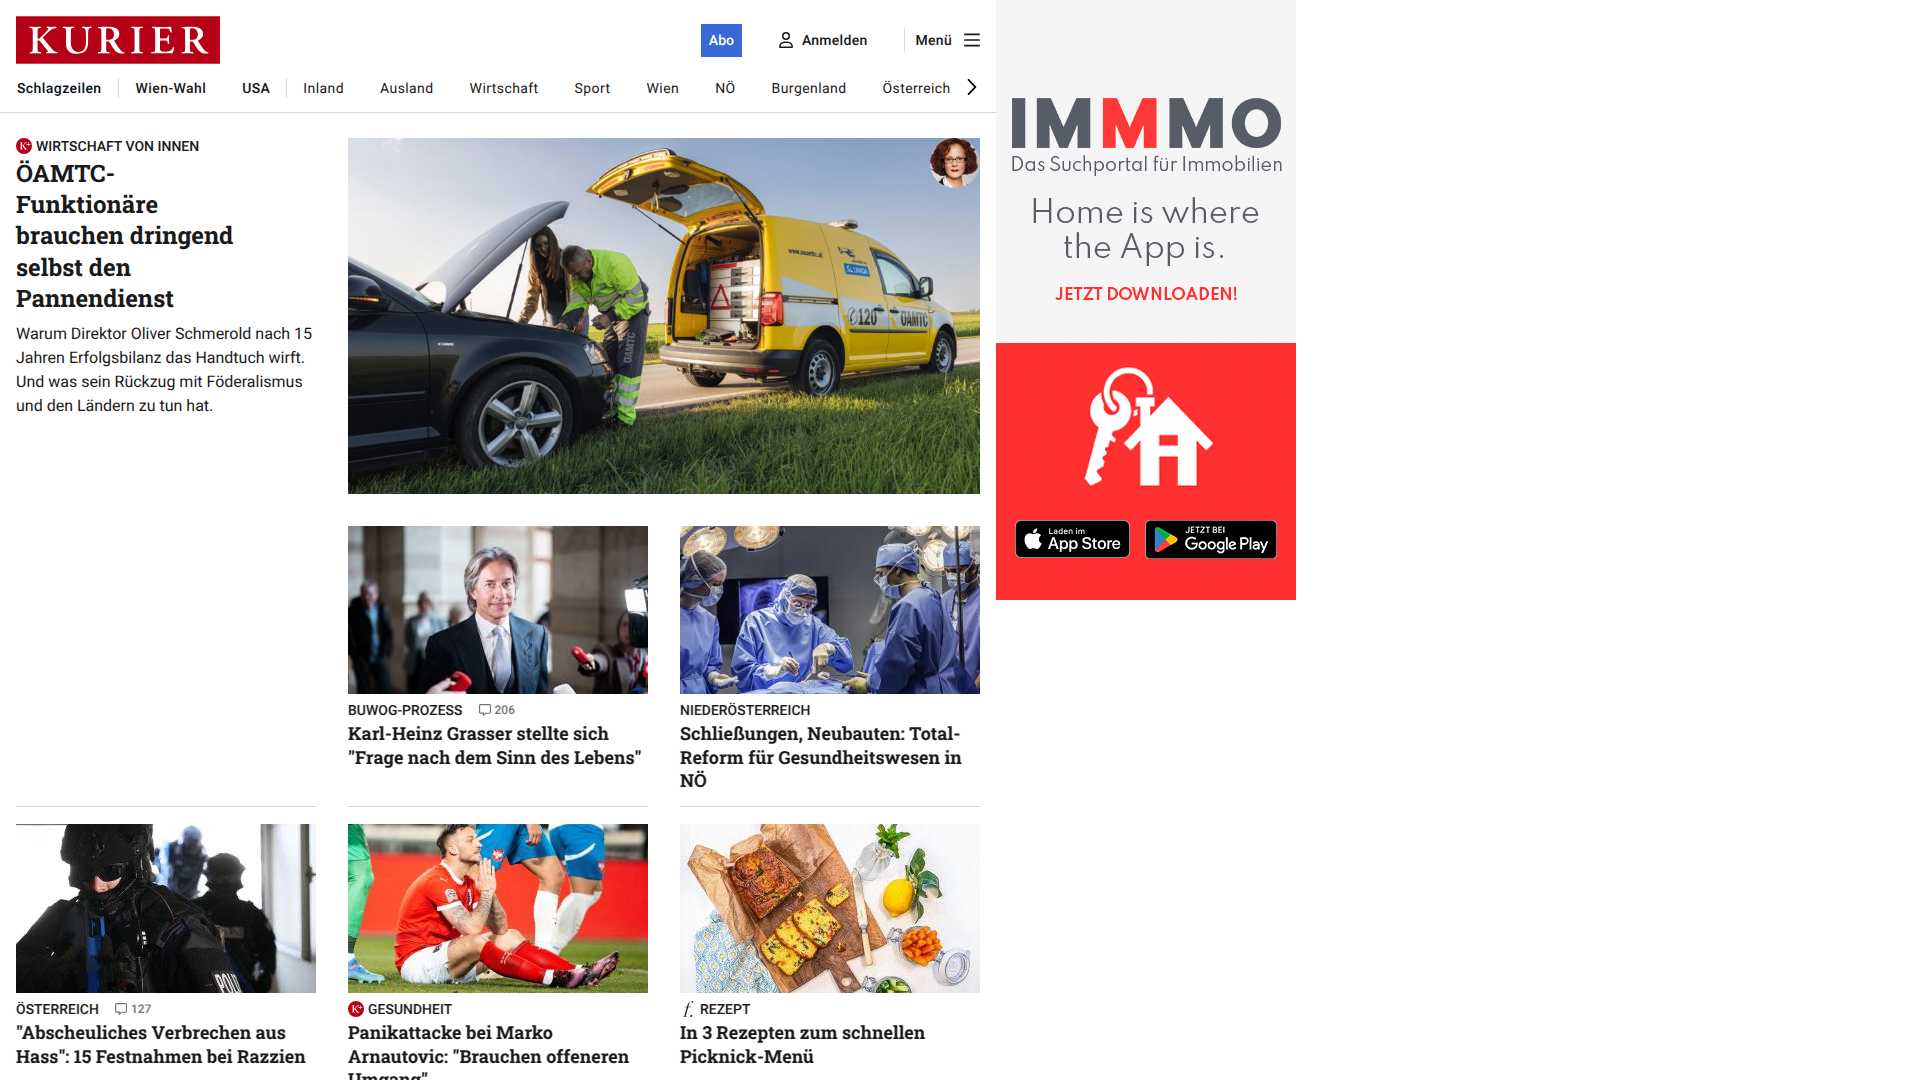 KURIER
Abo
Anmelden
Menü
Schlagzeilen
Wien-Wahl
USA
Inland
Ausland
Wirtschaft
Sport
Wien
NÖ
Burgenland
Österreich
WIRTSCHAFT VON INNEN
ÖAMTC-
Funktionäre
brauchen dringend
selbst den
Pannendienst
Warum Direktor Oliver Schmerold nach 15
Jahren Erfolgsbilanz das Handtuch wirft.
Und was sein Rückzug mit Föderalismus
und den Ländern zu tun hat.
120 ÖAMTC
ÖAMTC
BUWOG-PROZESS 206
Karl-Heinz Grasser stellte sich
"Frage nach dem Sinn des Lebens"
NIEDERÖSTERREICH
Schließungen, Neubauten: Total-
Reform für Gesundheitswesen in
NÖ
ÖSTERREICH 127
"Abscheuliches Verbrechen aus
Hass": 15 Festnahmen bei Razzien
GESUNDHEIT
Panikattacke bei Marko
Arnautovic: "Brauchen offeneren
Umgang"
REZEPT
In 3 Rezepten zum schnellen
Picknick-Menü
IMMMO
Das Suchportal für Immobilien
Home is where
the App is.
JETZT DOWNLOADEN!
Laden im
App Store
JETZT BEI
Google Play